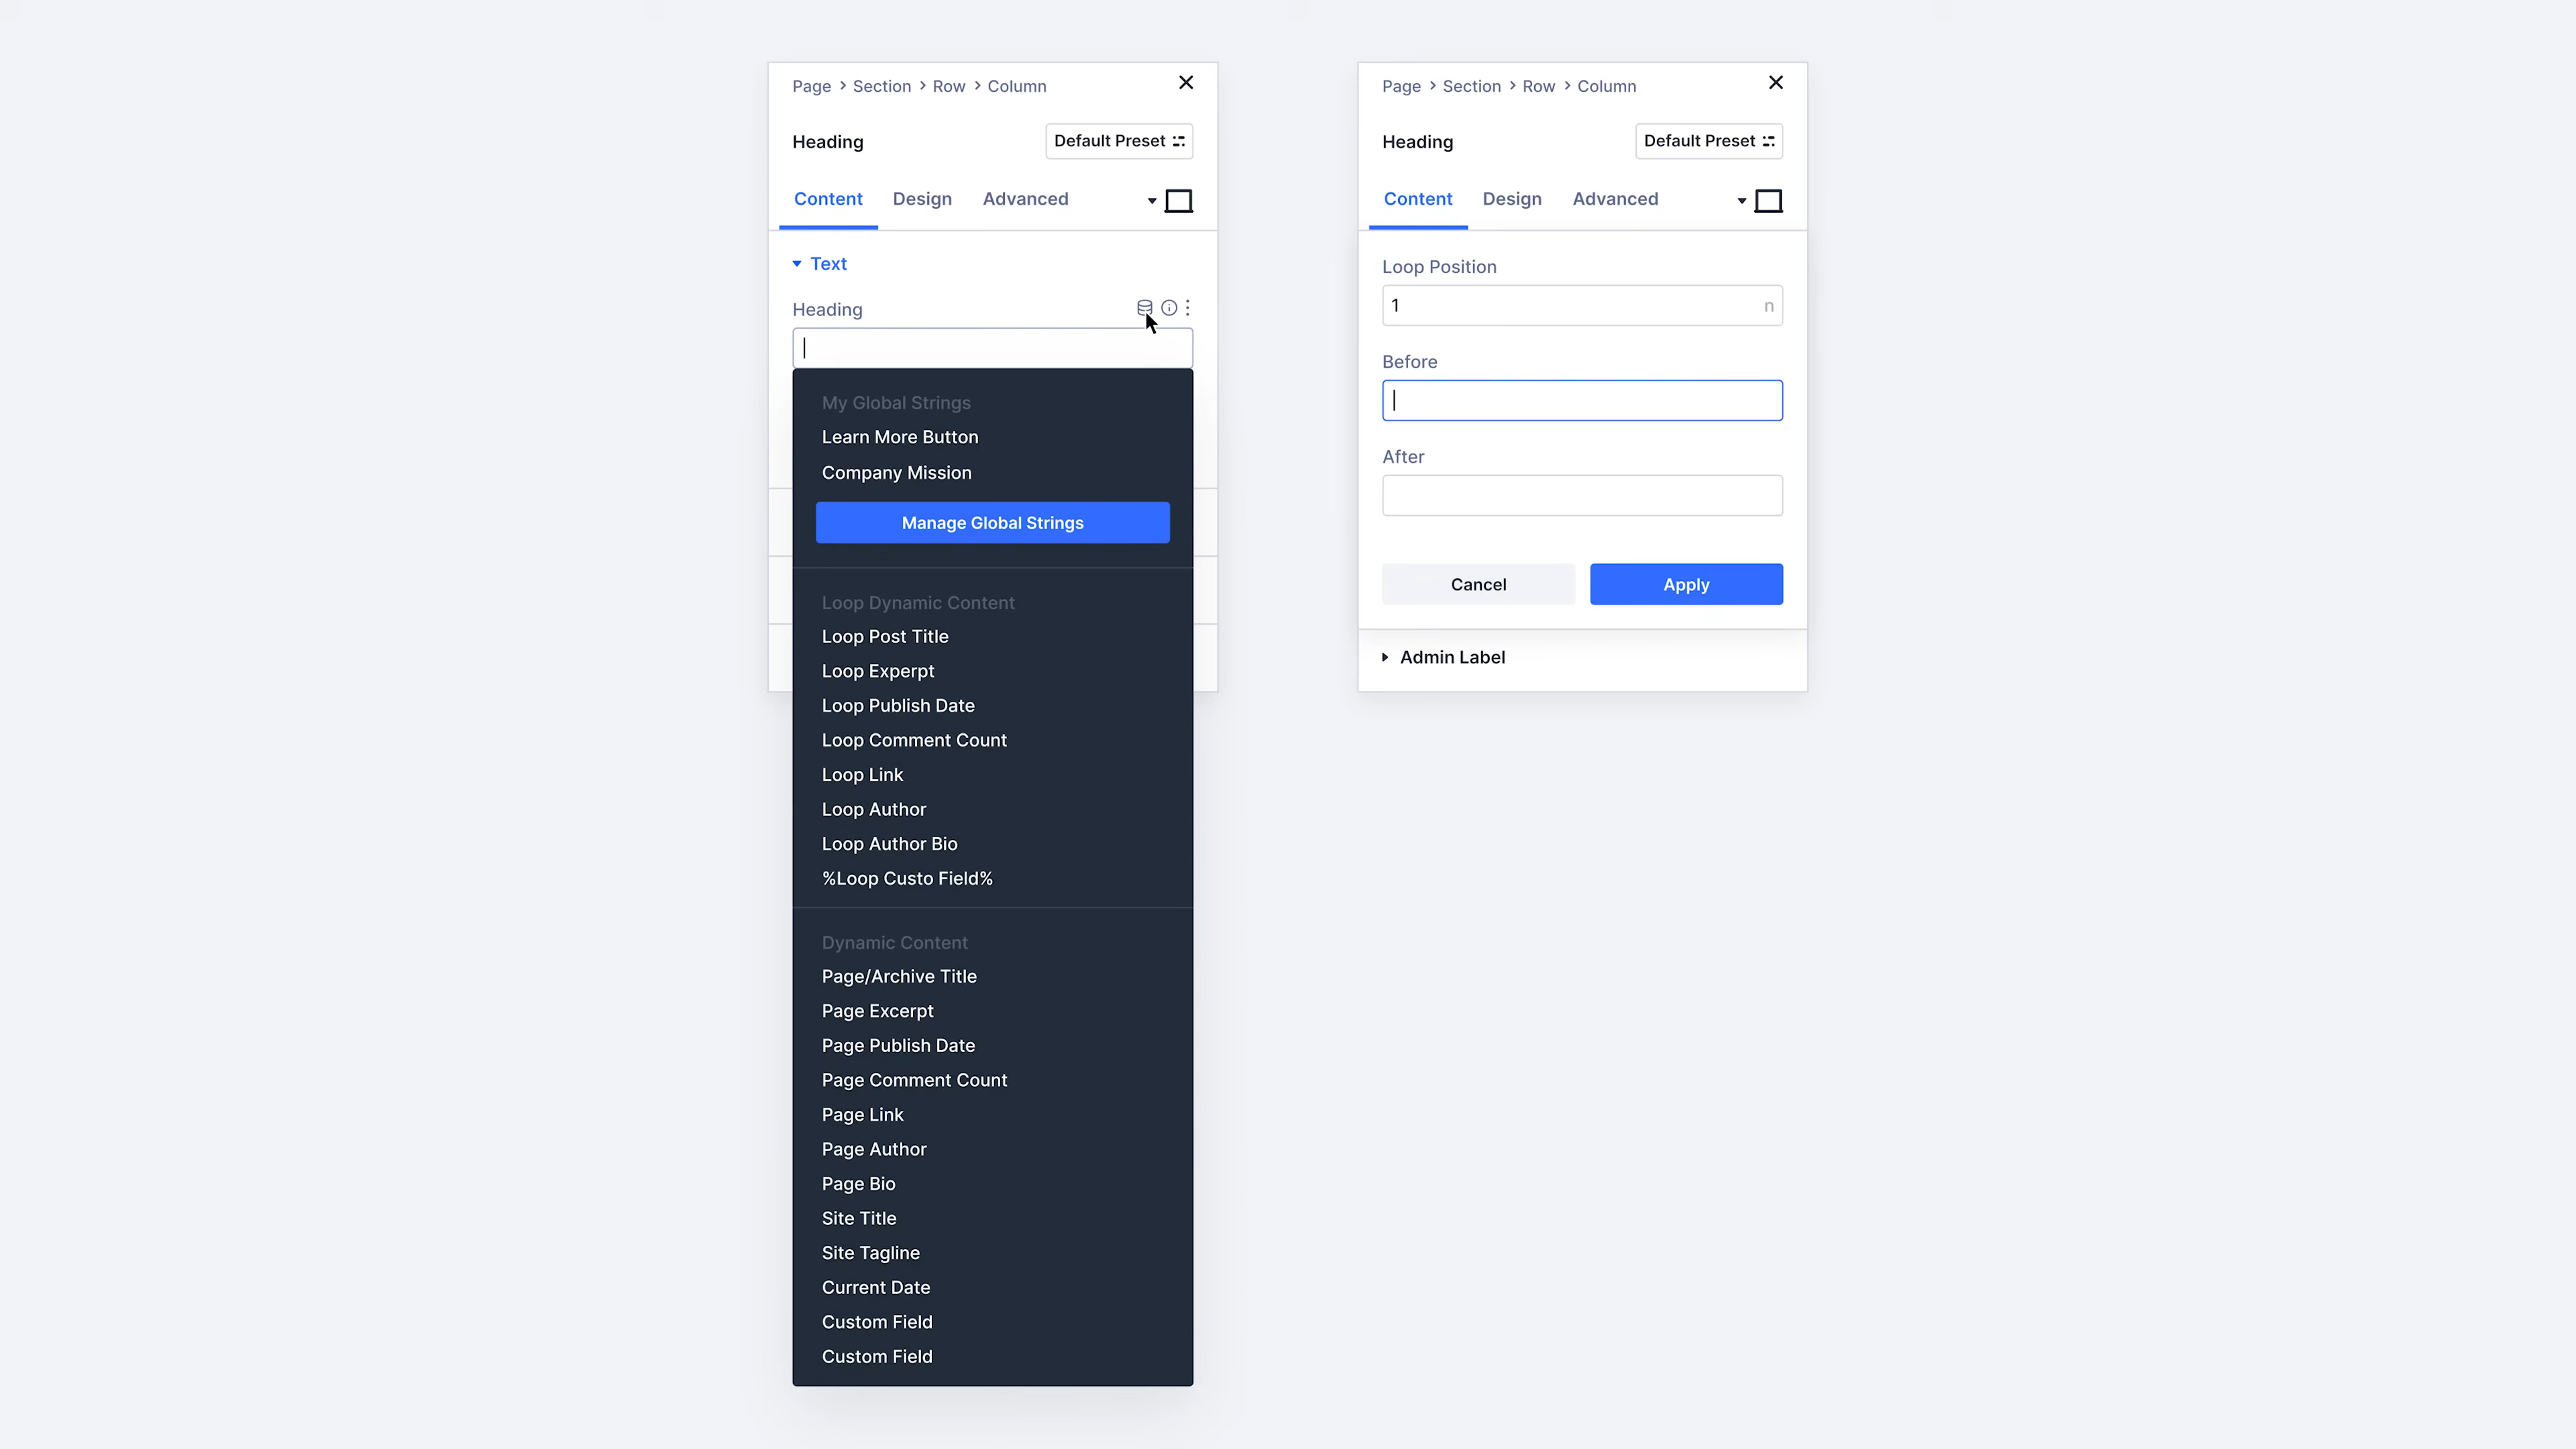 Page > Section > Row > Column
Heading
Default Preset
Content Design Advanced
Text
Heading
My Global Strings
Learn More Button
Company Mission
Manage Global Strings
Loop Dynamic Content
Loop Post Title
Loop Experpt
Loop Publish Date
Loop Comment Count
Loop Link
Loop Author
Loop Author Bio
%Loop Custo Field%
Dynamic Content
Page/Archive Title
Page Excerpt
Page Publish Date
Page Comment Count
Page Link
Page Author
Page Bio
Site Title
Site Tagline
Current Date
Custom Field
Custom Field
Page > Section > Row > Column
Heading
Default Preset
Content Design Advanced
Loop Position
1 n
Before
After
Cancel Apply
Admin Label